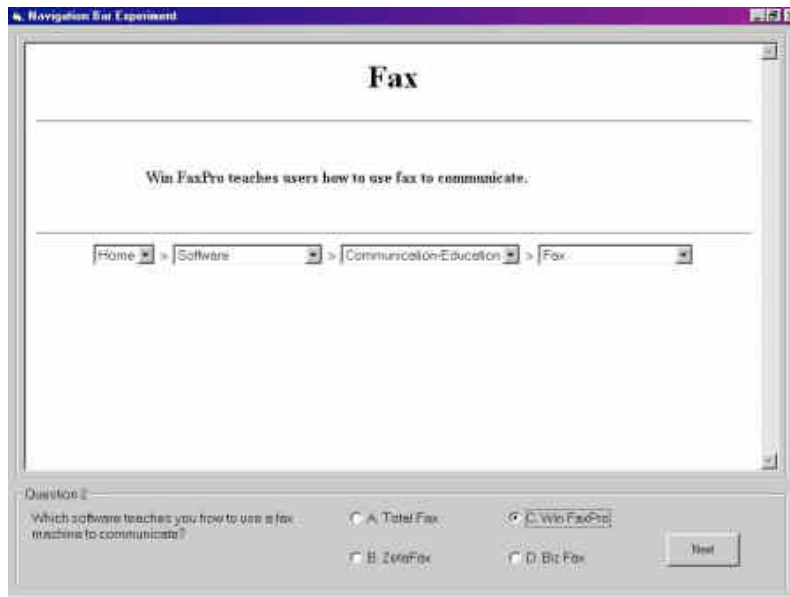 Navigation Bar Experiment
Fax
Win FaxPro teaches users how to use fax to communicate.
Home > Software > Communication-Education > Fax
Question 2
Which software teaches you how to use a fax
machine to communicate?
A. Total Fax
C. Win FaxPro
B. ZetaFax
D. Biz Fax
Next